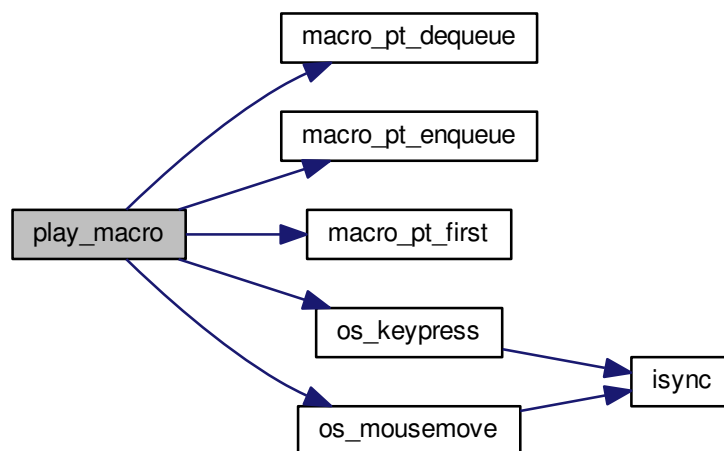 macro_pt_dequeue
macro_pt_enqueue
play_macro
macro_pt_first
os_keypress
isync
os_mousemove